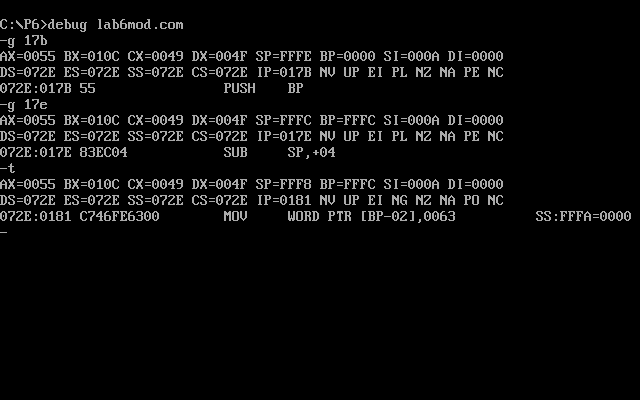 C:\P6>debug lab6mod.com
-g 17b
AX=0055 BX=010C CX=0049 DX=004F SP=FFFE BP=0000 SI=000A DI=0000
DS=072E ES=072E SS=072E CS=072E IP=017B NV UP EI PL NZ NA PE NC
072E:017B 55 PUSH BP
-g 17e
AX=0055 BX=010C CX=0049 DX=004F SP=FFFC BP=FFFC SI=000A DI=0000
DS=072E ES=072E SS=072E CS=072E IP=017E NV UP EI PL NZ NA PE NC
072E:017E 83EC04 SUB SP,+04
-t
AX=0055 BX=010C CX=0049 DX=004F SP=FFF8 BP=FFFC SI=000A DI=0000
DS=072E ES=072E SS=072E CS=072E IP=0181 NV UP EI NG NZ NA PO NC
072E:0181 C746FE6300 MOV WORD PTR [BP-02],0063 SS:FFFA=0000
-